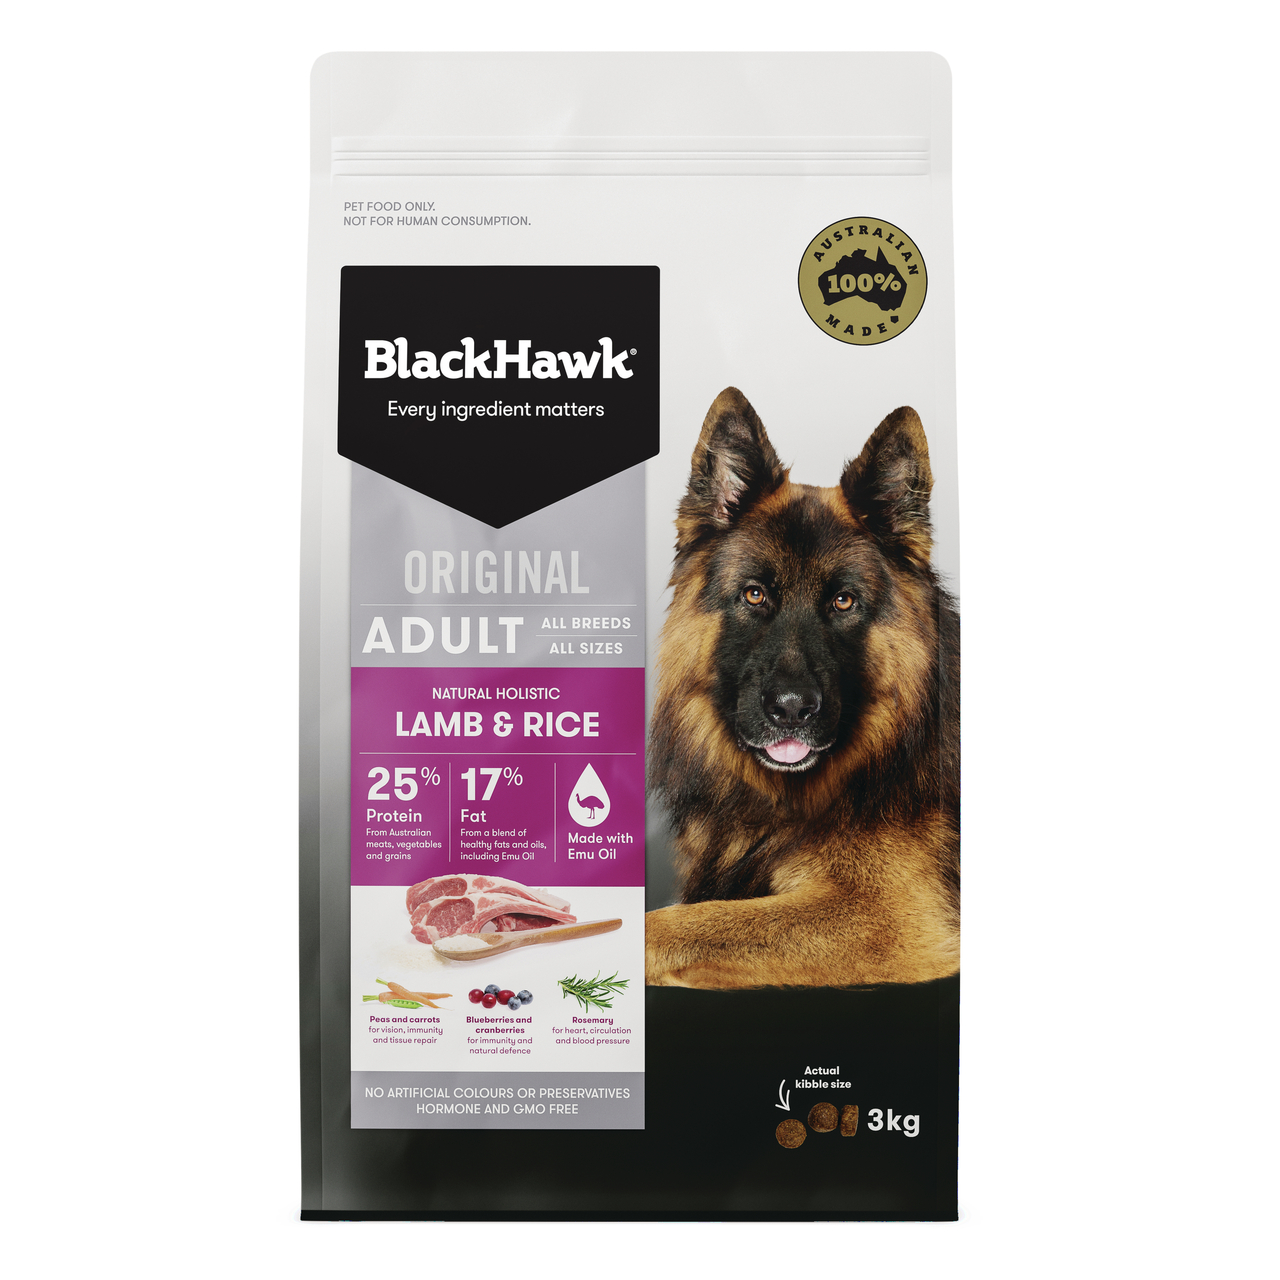 PET FOOD ONLY.
NOT FOR HUMAN CONSUMPTION.
AUSTRALIAN
100%
MADE
BlackHawk®
Every ingredient matters
ORIGINAL
ADULT
ALL BREEDS
ALL SIZES
NATURAL HOLISTIC
LAMB & RICE
25%
Protein
From Australian
meats, vegetables
and grains
17%
Fat
From a blend of
healthy fats and oils,
including Emu Oil
Made with
Emu Oil
Peas and carrots
for vision, immunity
and tissue repair
Blueberries and
cranberries
for immunity and
natural defence
Rosemary
for heart, circulation
and blood pressure
NO ARTIFICIAL COLOURS OR PRESERVATIVES
HORMONE AND GMO FREE
Actual
kibble size
3kg